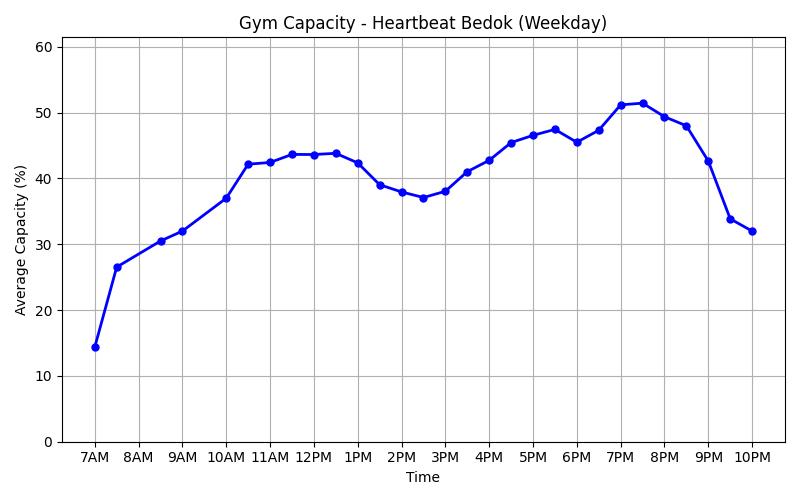 Gym Capacity - Heartbeat Bedok (Weekday)
Average Capacity (%)
60
50
40
30
20
10
0
7AM 8AM 9AM 10AM 11AM 12PM 1PM 2PM 3PM 4PM 5PM 6PM 7PM 8PM 9PM 10PM
Time